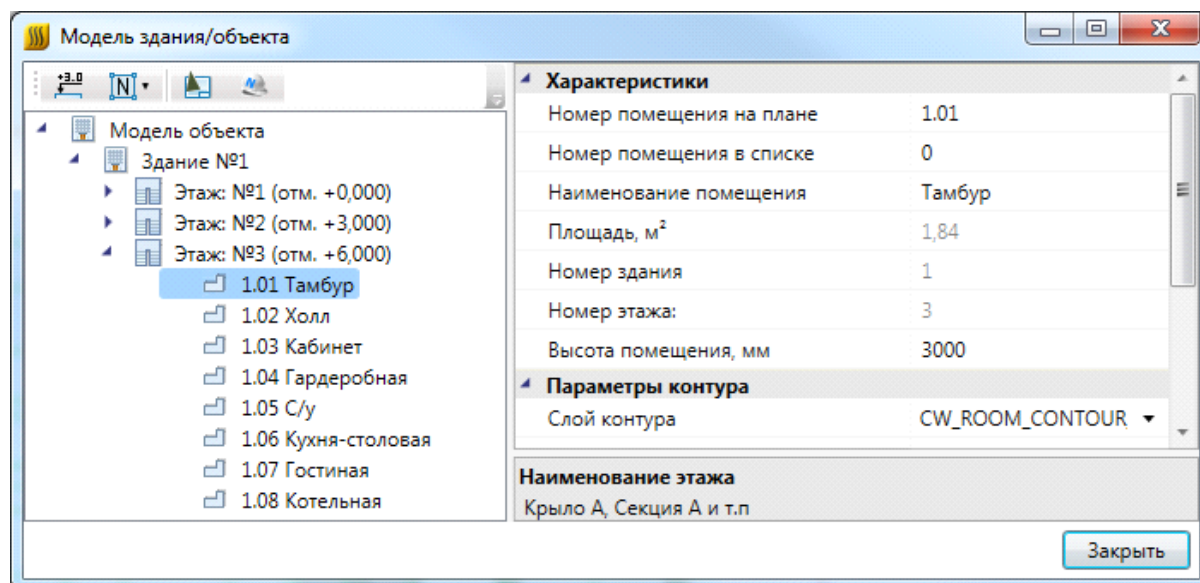 Модель здания/объекта
+3.0
N
Модель объекта
Здание №1
Этаж: №1 (отм. +0,000)
Этаж: №2 (отм. +3,000)
Этаж: №3 (отм. +6,000)
1.01 Тамбур
1.02 Холл
1.03 Кабинет
1.04 Гардеробная
1.05 С/у
1.06 Кухня-столовая
1.07 Гостиная
1.08 Котельная
Характеристики
Номер помещения на плане 1.01
Номер помещения в списке 0
Наименование помещения Тамбур
Площадь, м² 1,84
Номер здания 1
Номер этажа: 3
Высота помещения, мм 3000
Параметры контура
Слой контура CW_ROOM_CONTOUR
Наименование этажа
Крыло А, Секция А и т.п
Закрыть